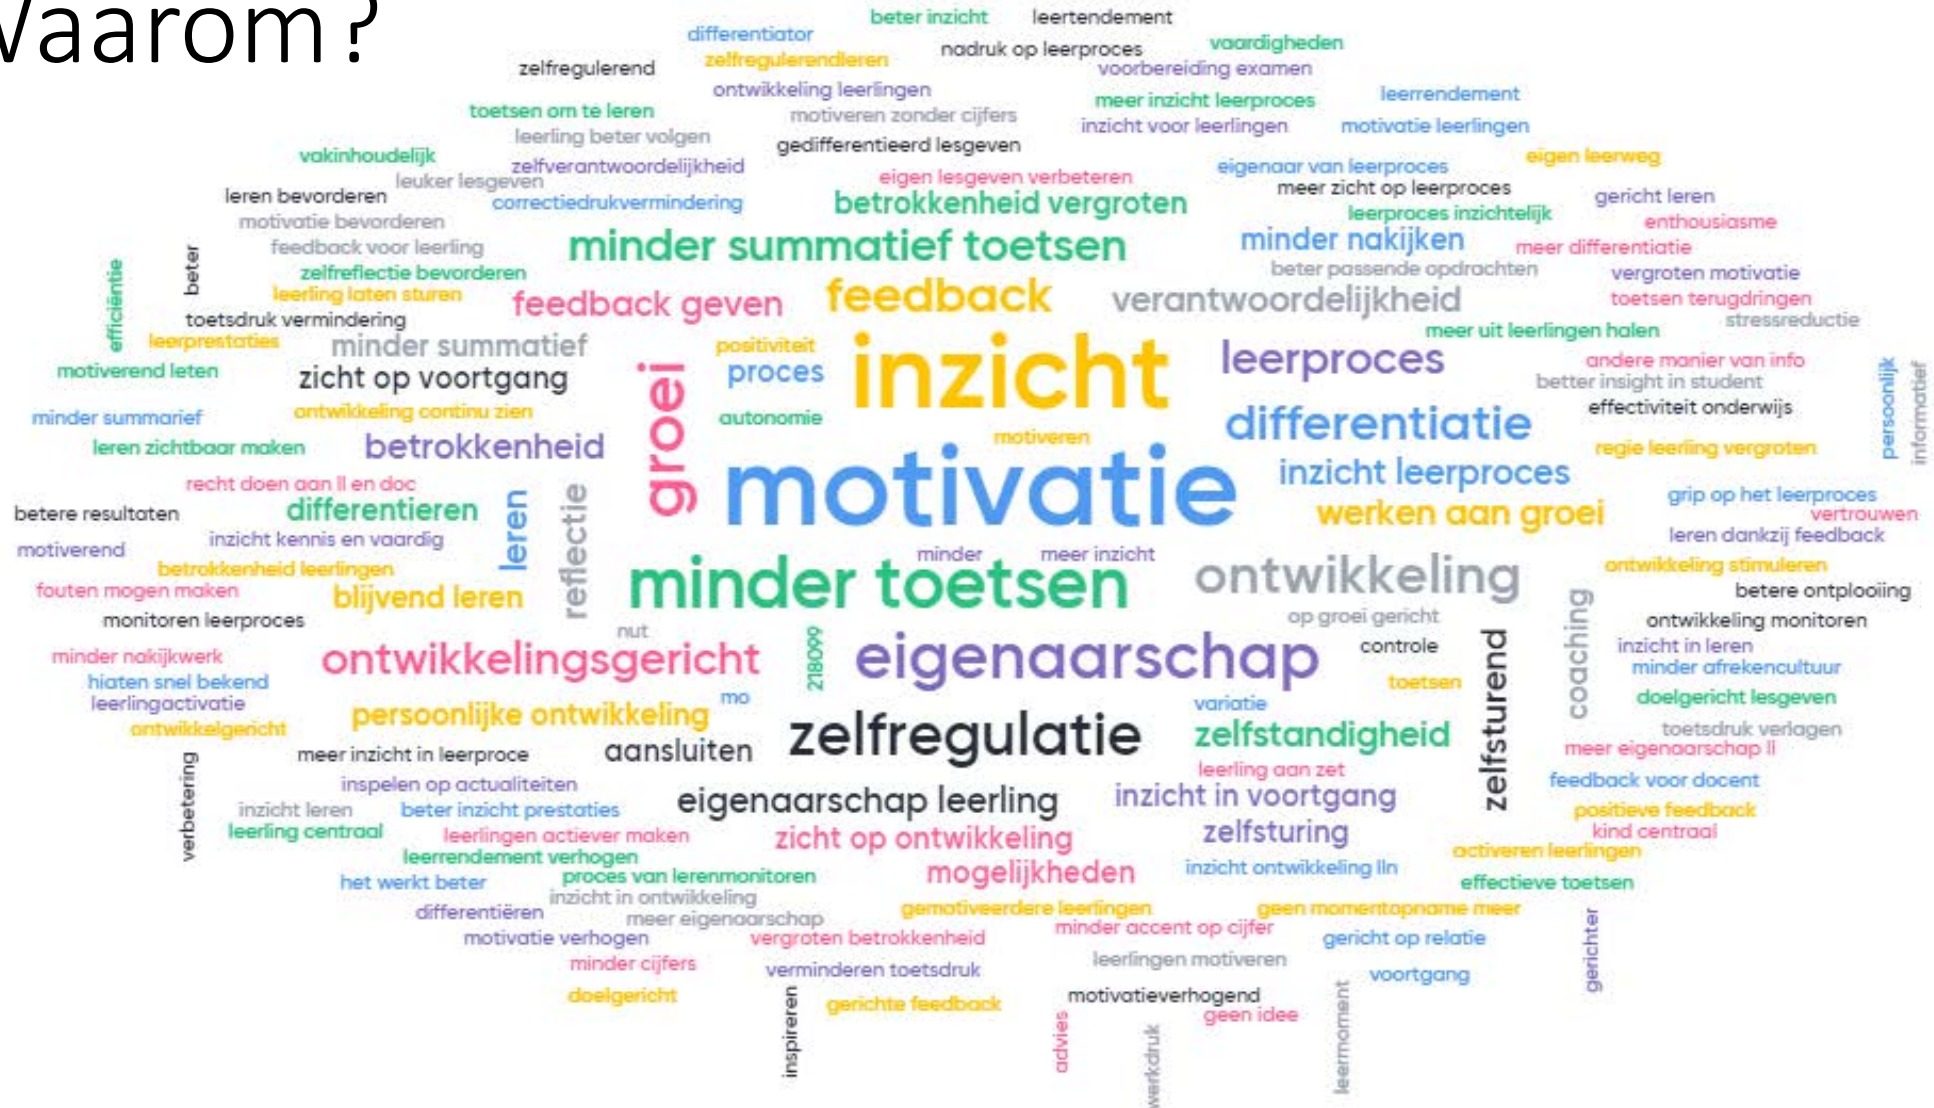 Waarom?
beter inzicht
leertendement
differentiator
nadruk op leerproces
vaardigheden
zelfregulerend
zelfregulerendleren
voorbereiding examen
ontwikkeling leerlingen
meer inzicht leerproces
leerrendement
toetsen om te leren
motiveren zonder cijfers
inzicht voor leerlingen
motivatie leerlingen
leerling beter volgen
gedifferentieerd lesgeven
vakinhoudelijk
zelfverantwoordelijkheid
eigenaar van leerproces
eigen leerweg
leuker lesgeven
eigen lesgeven verbeteren
meer zicht op leerproces
leren bevorderen
correctiedrukvermindering
betrokkenheid vergroten
gericht leren
motivatie bevorderen
leerproces inzichtelijk
enthousiasme
feedback voor leerling
minder summatief toetsen
minder nakijken
meer differentiatie
beter
efficiëntie
zelfreflectie bevorderen
beter passende opdrachten
vergroten motivatie
leerling laten sturen
feedback geven
feedback
verantwoordelijkheid
toetsen terugdringen
toetsdruk vermindering
stressreductie
leerprestaties
minder summatief
positiviteit
inzicht
meer uit leerlingen halen
leerproces
andere manier van info
motiverend leten
zicht op voortgang
groei
proces
better insight in student
persoonlijk
informatief
minder summarief
ontwikkeling continu zien
autonomie
differentiatie
effectiviteit onderwijs
leren zichtbaar maken
betrokkenheid
motiveren
regie leerling vergroten
recht doen aan ll en doc
motivatie
inzicht leerproces
grip op het leerproces
betere resultaten
differentieren
leren
reflectie
werken aan groei
vertrouwen
motiverend
inzicht kennis en vaardig
minder
meer inzicht
leren dankzij feedback
betrokkenheid leerlingen
minder toetsen
ontwikkeling
ontwikkeling stimuleren
fouten mogen maken
blijvend leren
betere ontplooiing
monitoren leerproces
nut
op groei gericht
coaching
ontwikkeling monitoren
minder nakijkwerk
ontwikkelingsgericht
218099
eigenaarschap
controle
zelfsturend
inzicht in leren
hiaten snel bekend
toetsen
minder afrekencultuur
leerlingactivatie
mo
variatie
doelgericht lesgeven
ontwikkelgericht
persoonlijke ontwikkeling
zelfregulatie
zelfstandigheid
toetsdruk verlagen
verbetering
meer inzicht in leerproce
aansluiten
meer eigenaarschap ll
inspelen op actualiteiten
leerling aan zet
feedback voor docent
inzicht leren
beter inzicht prestaties
eigenaarschap leerling
inzicht in voortgang
positieve feedback
leerling centraal
leerlingen actiever maken
zicht op ontwikkeling
zelfsturing
kind centraal
leerrendement verhogen
activeren leerlingen
het werkt beter
proces van lerenmonitoren
mogelijkheden
inzicht ontwikkeling lln
effectieve toetsen
inzicht in ontwikkeling
differentiëren
meer eigenaarschap
gemotiveerdere leerlingen
geen momentopname meer
motivatie verhogen
vergroten betrokkenheid
minder accent op cijfer
gericht op relatie
gerichter
minder cijfers
verminderen toetsdruk
leerlingen motiveren
voortgang
doelgericht
inspireren
gerichte feedback
motivatieverhogend
geen idee
advies
werkdruk
leermoment